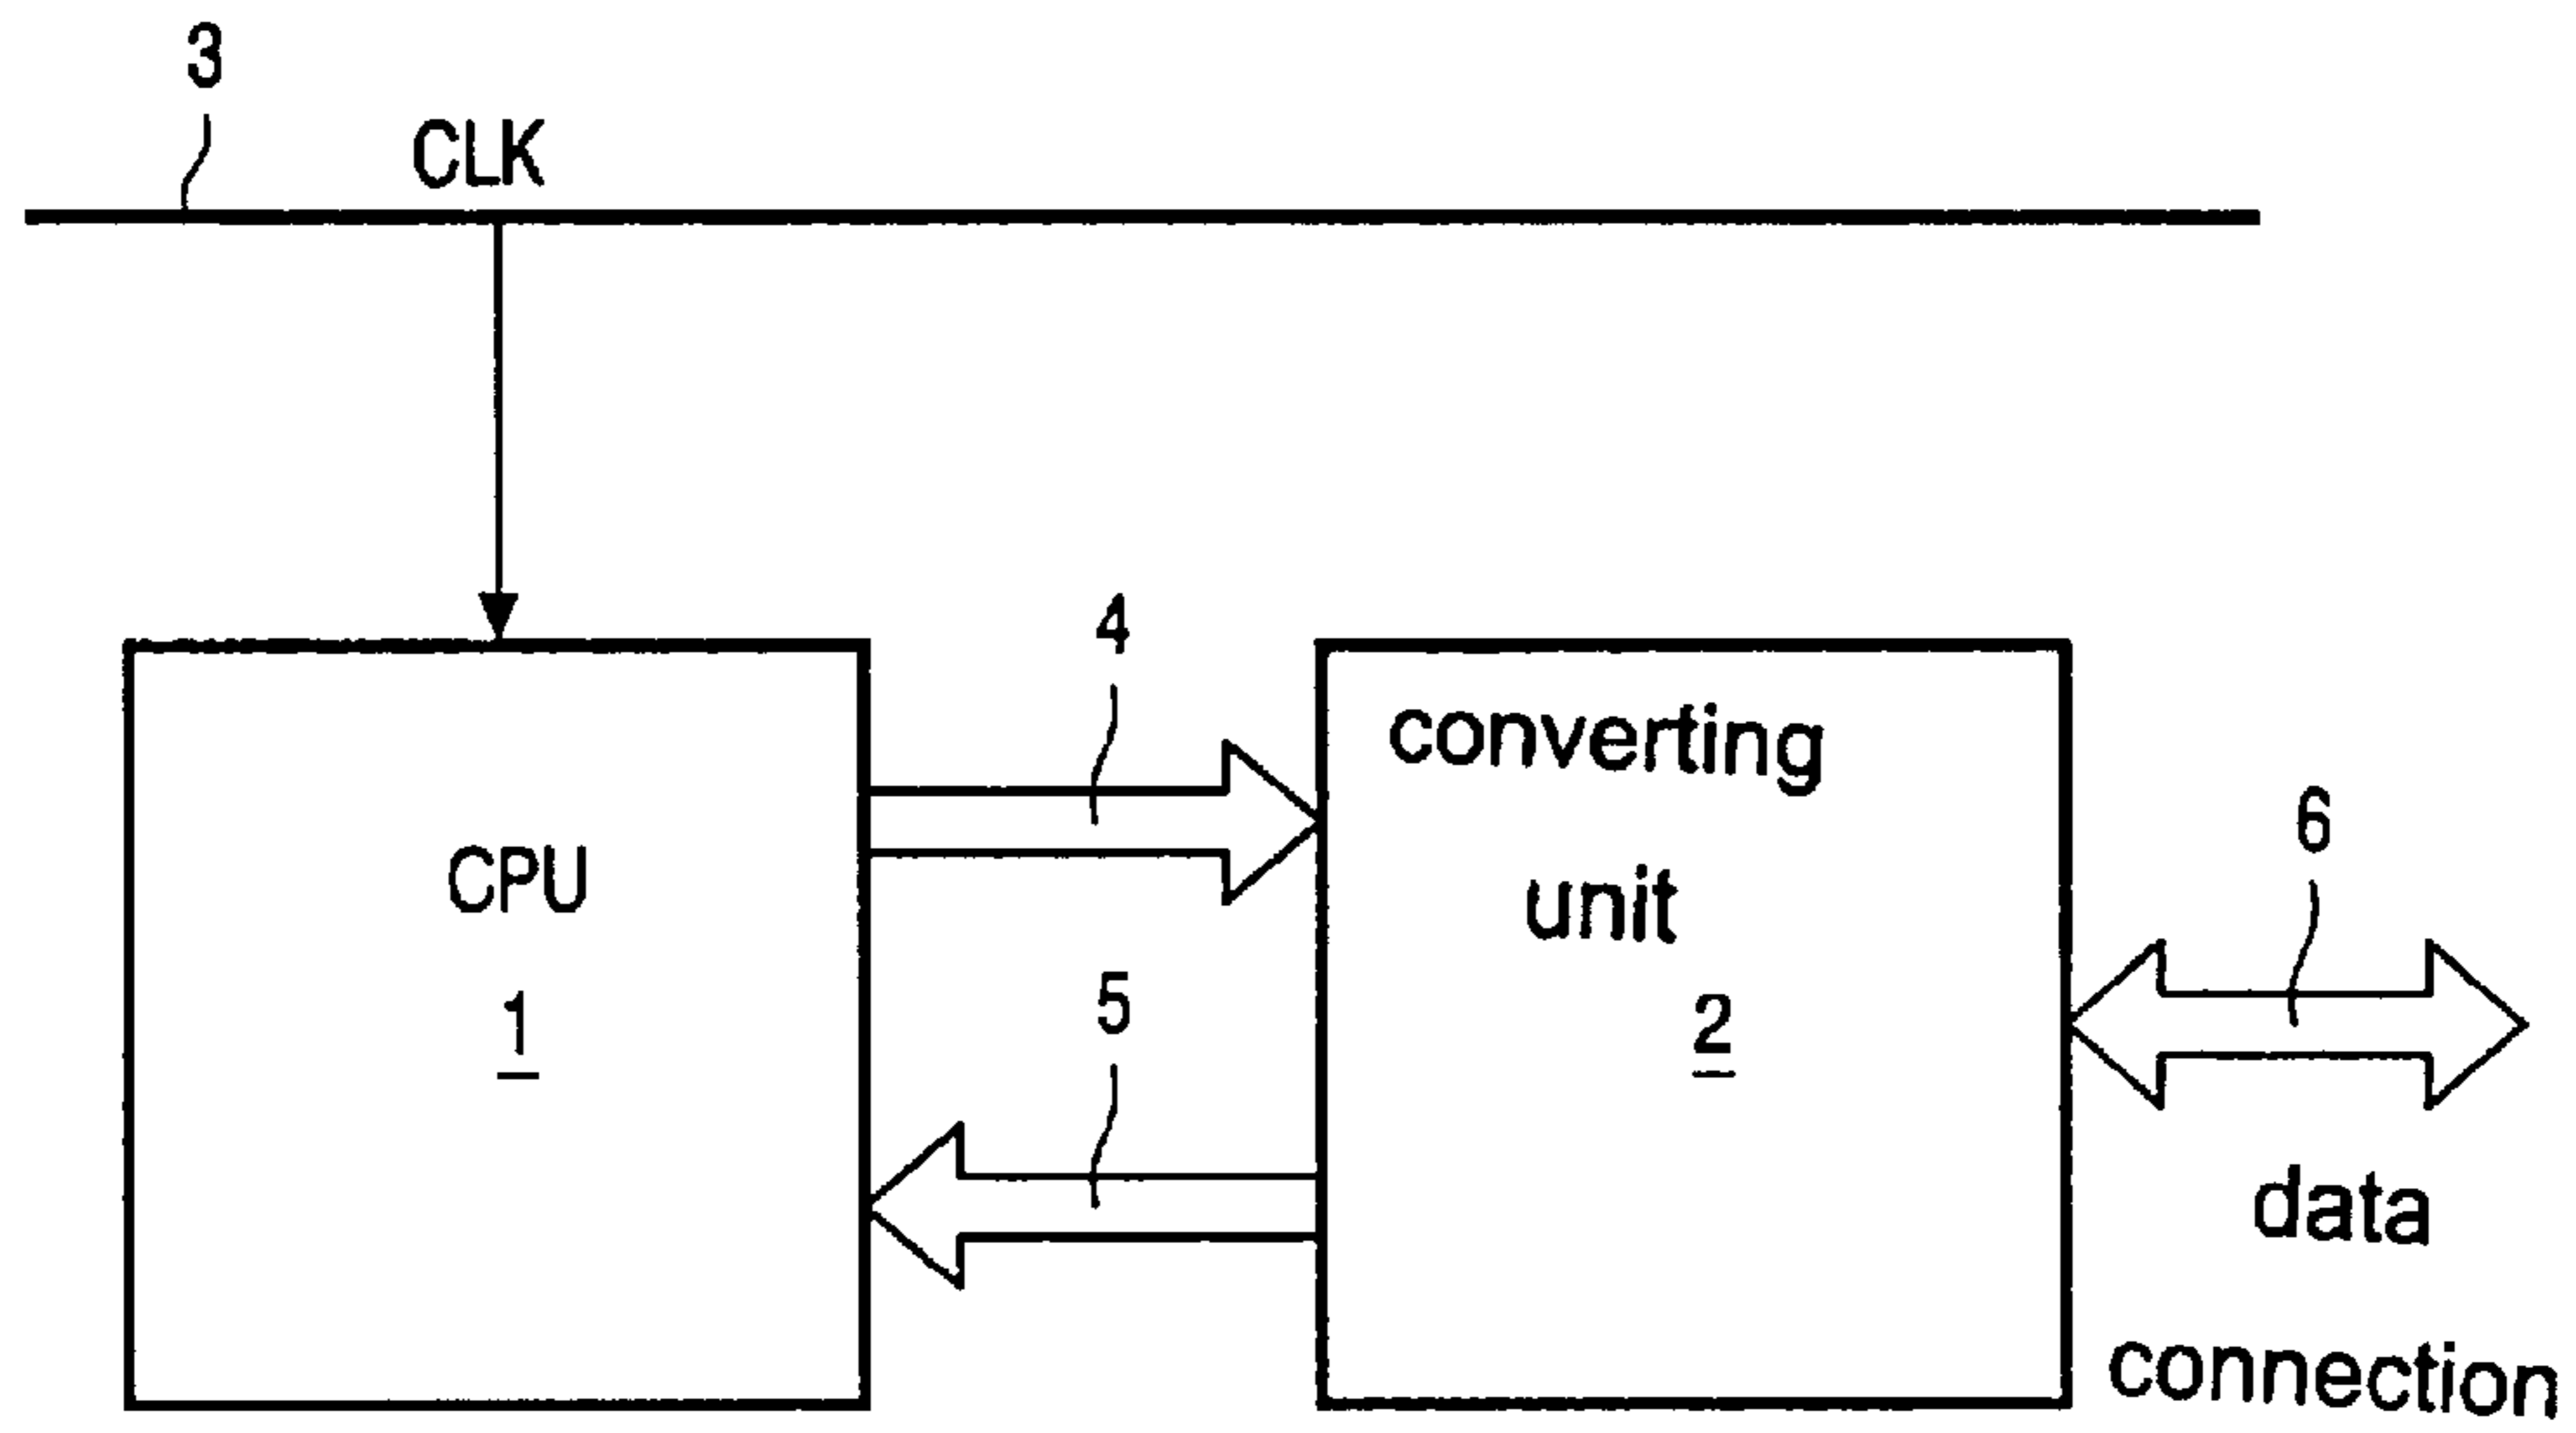 3
CLK
4
converting
unit
2
CPU
1
5
6
data
connection